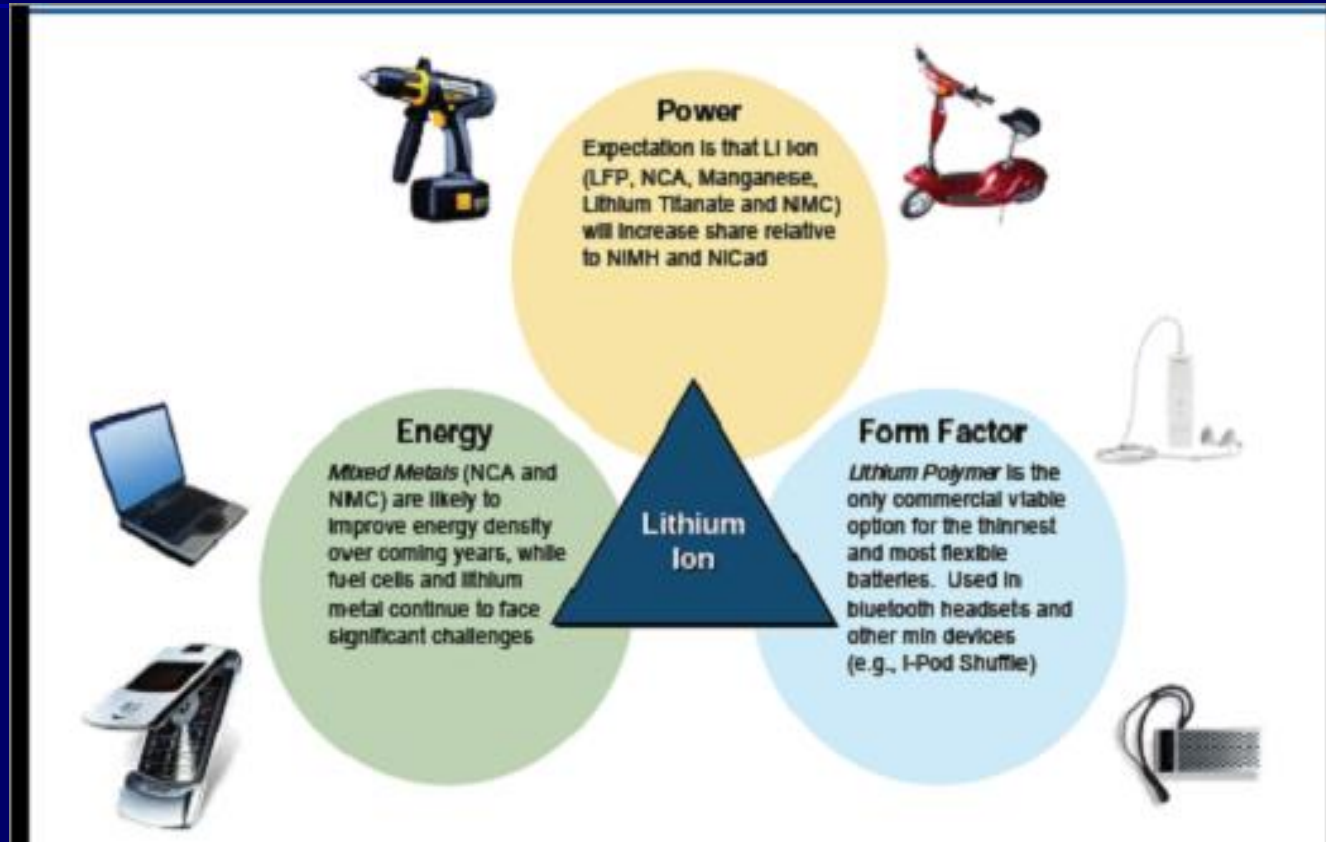 Power
Expectation is that Li Ion
(LFP, NCA, Manganese,
Lithium Titanate and NMC)
will increase share relative
to NiMH and NiCad
Energy
Mixed Metals (NCA and
NMC) are likely to
improve energy density
over coming years, while
fuel cells and lithium
metal continue to face
significant challenges
Lithium
Ion
Form Factor
Lithium Polymer is the
only commercial viable
option for the thinnest
and most flexible
batteries. Used in
bluetooth headsets and
other min devices
(e.g., I-Pod Shuffle)